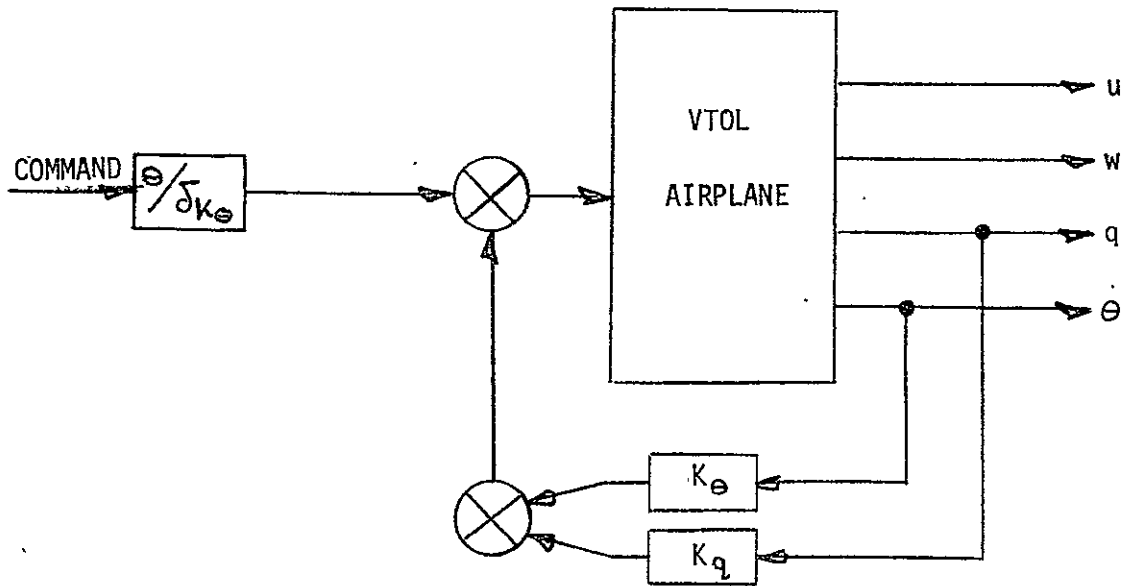 COMMAND
Θ/δKΘ
VTOL
AIRPLANE
u
w
q
Θ
KΘ
Kq